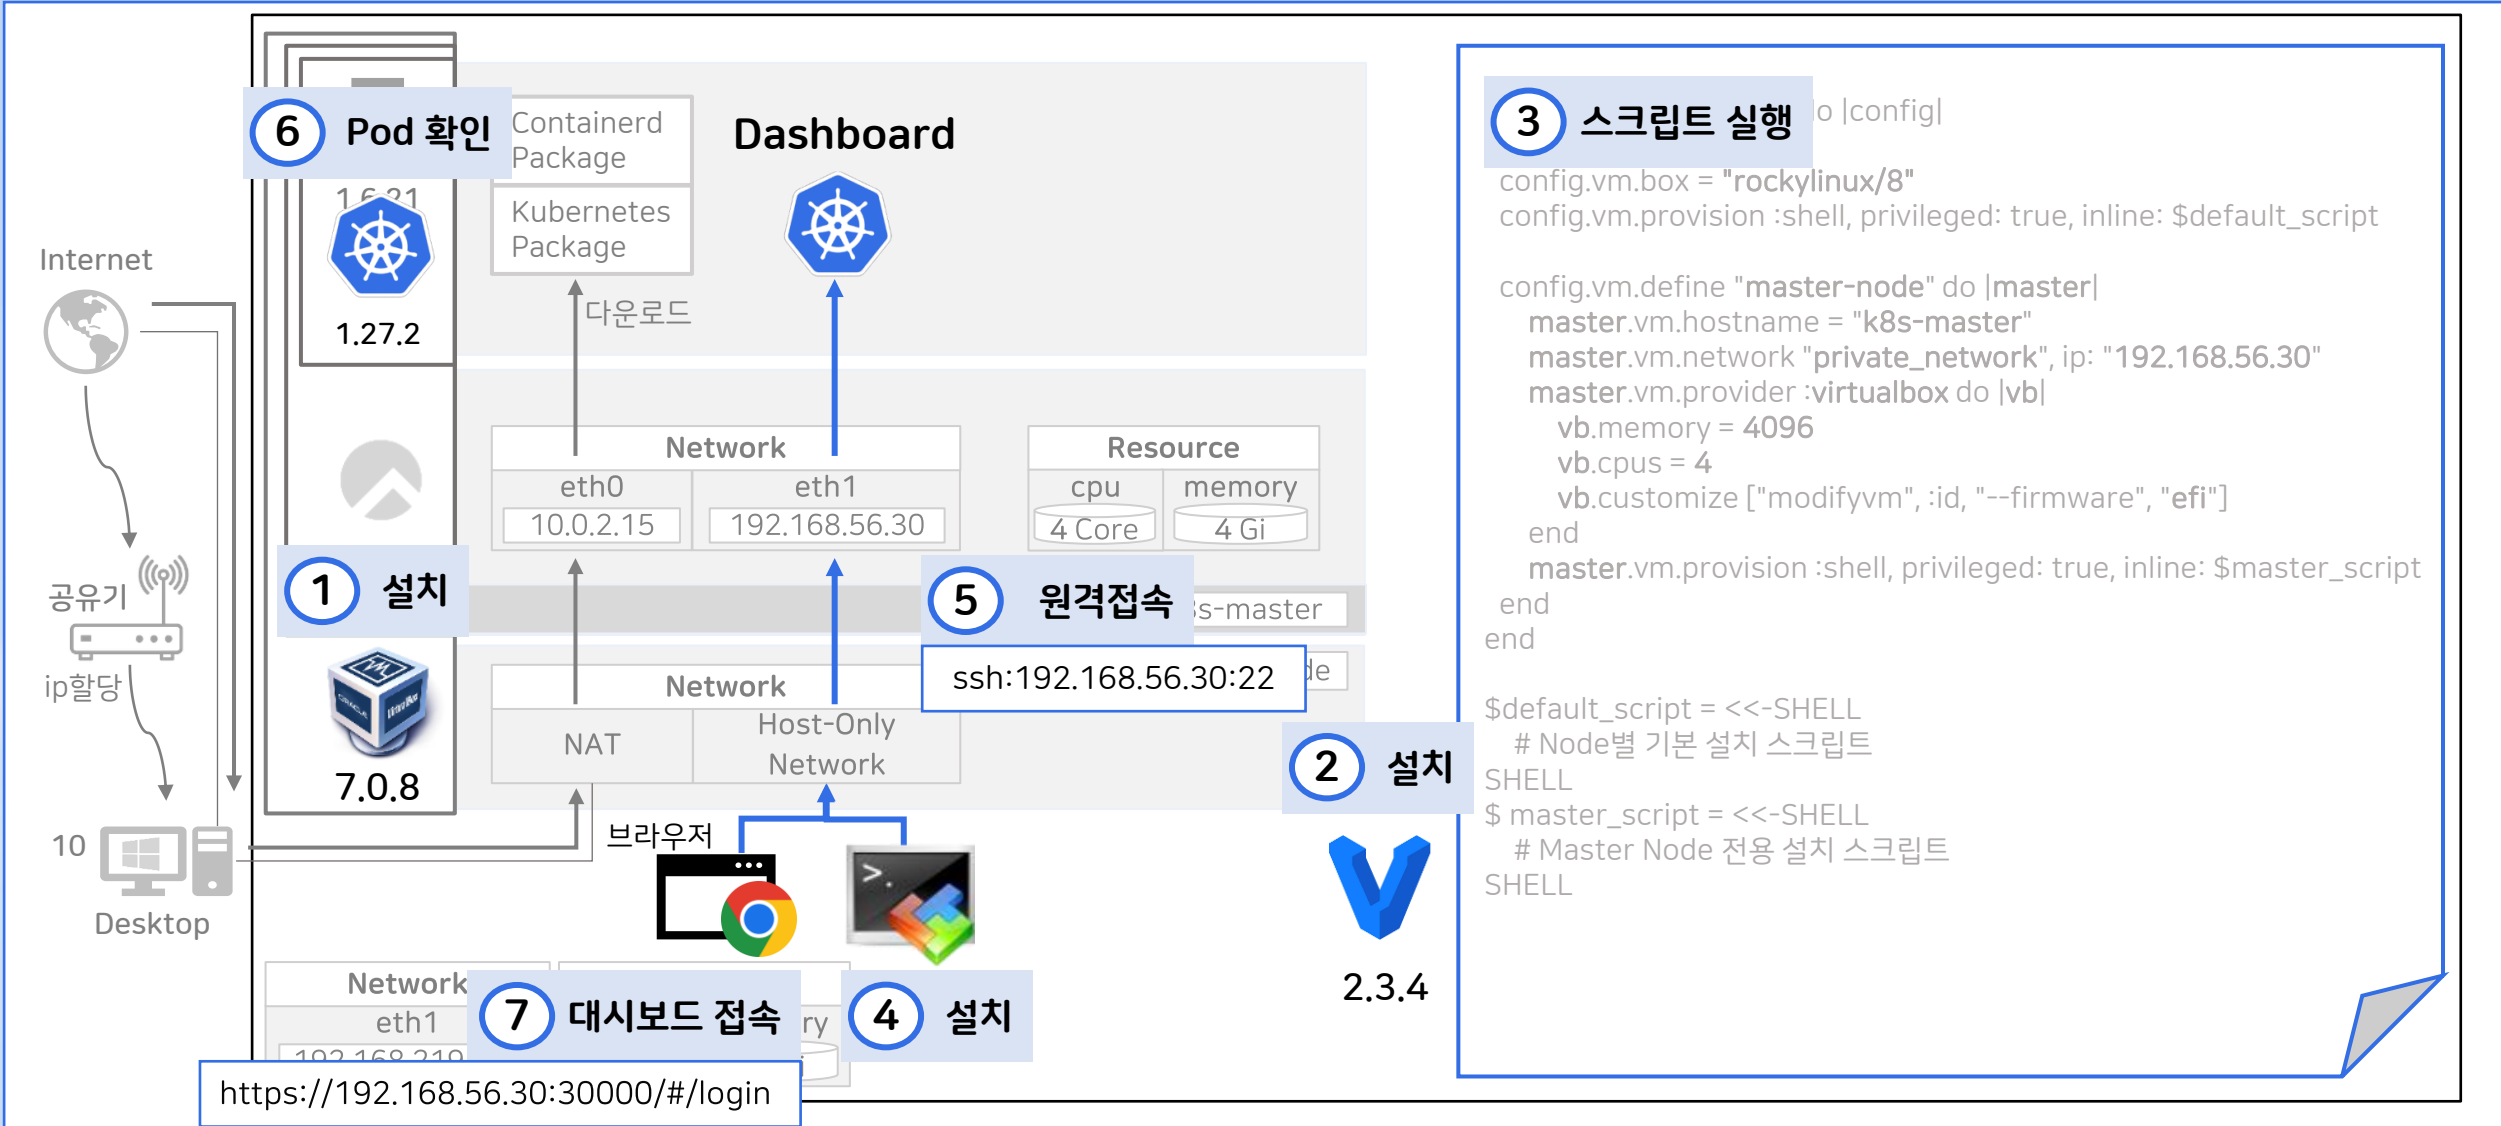 6 Pod 확인
Containerd
Package
Kubernetes
Package
1.6.21
1.27.2
Dashboard
다운로드
Internet
공유기
ip할당
10
Desktop
Network
eth0
eth1
10.0.2.15
192.168.56.30
Resource
cpu
memory
4 Core
4 Gi
1 설치
5 원격접속
8s-master
ssh:192.168.56.30:22
de
7.0.8
Network
NAT
Host-Only
Network
2 설치
2.3.4
브라우저
Network
eth1
192.168.219
ry
7 대시보드 접속
4 설치
https://192.168.56.30:30000/#/login
3 스크립트 실행
do |config|
config.vm.box = "rockylinux/8"
config.vm.provision :shell, privileged: true, inline: $default_script
config.vm.define "master-node" do |master|
master.vm.hostname = "k8s-master"
master.vm.network "private_network", ip: "192.168.56.30"
master.vm.provider :virtualbox do |vb|
vb.memory = 4096
vb.cpus = 4
vb.customize ["modifyvm", :id, "--firmware", "efi"]
end
master.vm.provision :shell, privileged: true, inline: $master_script
end
end
$default_script = <<-SHELL
# Node별 기본 설치 스크립트
SHELL
$ master_script = <<-SHELL
# Master Node 전용 설치 스크립트
SHELL